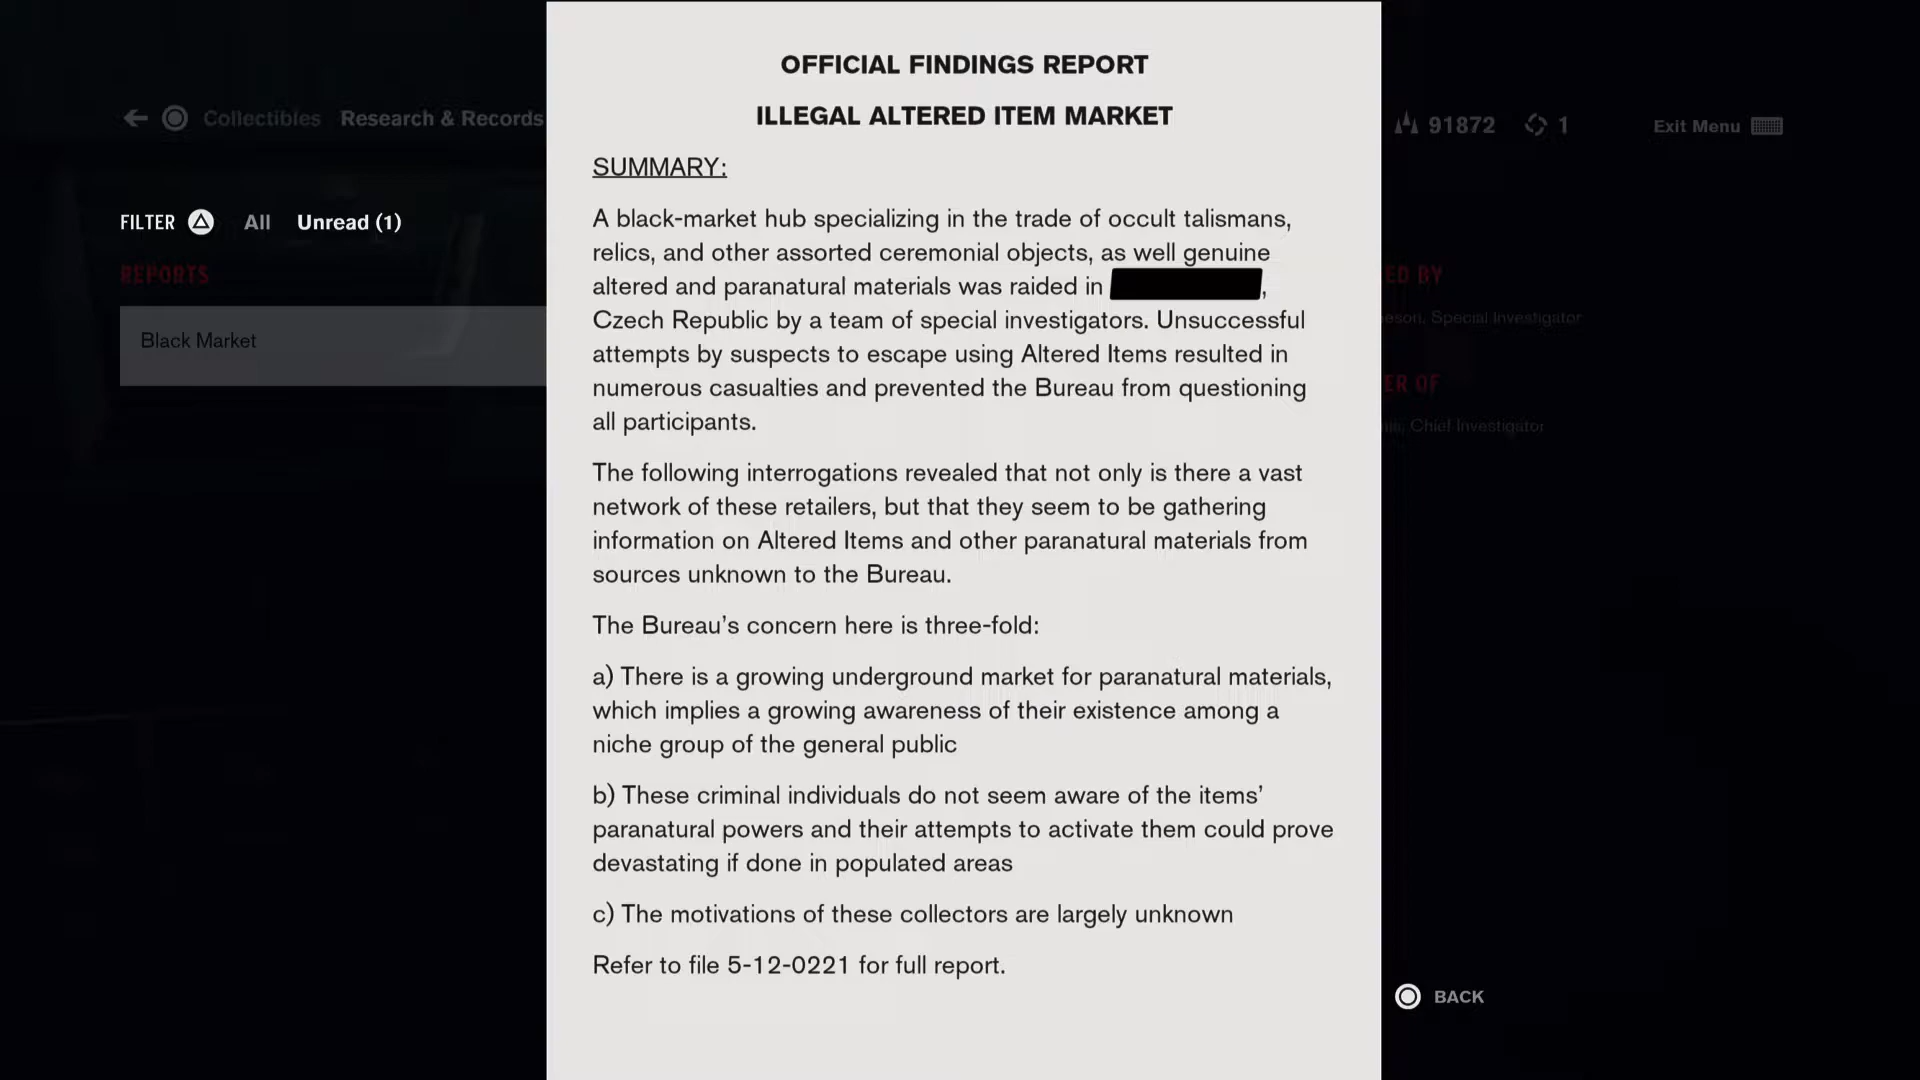 OFFICIAL FINDINGS REPORT
ILLEGAL ALTERED ITEM MARKET
Collectibles Research & Records
91872 1
Exit Menu
SUMMARY:
A black-market hub specializing in the trade of occult talismans,
relics, and other assorted ceremonial objects, as well genuine
altered and paranatural materials was raided in ,
Czech Republic by a team of special investigators. Unsuccessful
attempts by suspects to escape using Altered Items resulted in
numerous casualties and prevented the Bureau from questioning
all participants.
The following interrogations revealed that not only is there a vast
network of these retailers, but that they seem to be gathering
information on Altered Items and other paranatural materials from
sources unknown to the Bureau.
The Bureau's concern here is three-fold:
a) There is a growing underground market for paranatural materials,
which implies a growing awareness of their existence among a
niche group of the general public
b) These criminal individuals do not seem aware of the items'
paranatural powers and their attempts to activate them could prove
devastating if done in populated areas
c) The motivations of these collectors are largely unknown
Refer to file 5-12-0221 for full report.
FILTER All Unread (1)
REPORTS
Black Market
ED BY
Special Investigator
ER OF
Chief Investigator
BACK